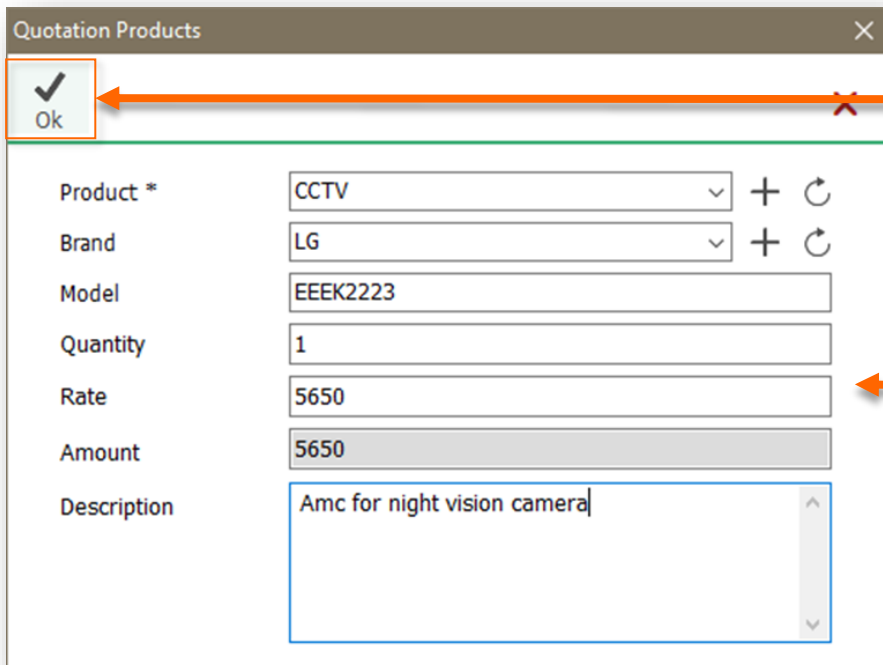 Quotation Products
Ok
Product * CCTV
Brand LG
Model EEEK2223
Quantity 1
Rate 5650
Amount 5650
Description Amc for night vision camera